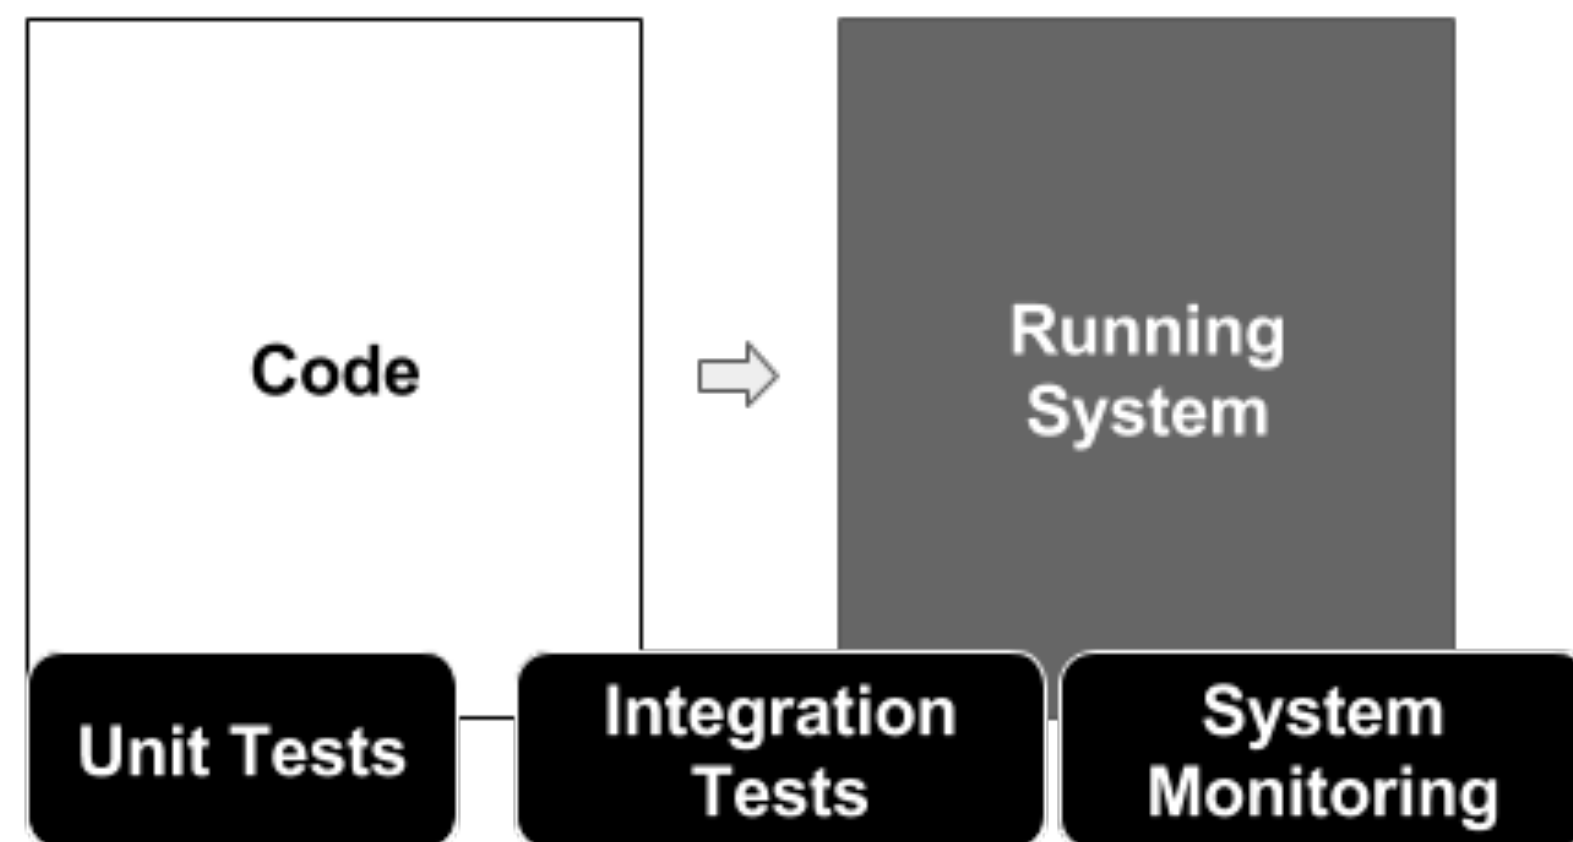 Code
Running
System
Unit Tests
Integration
Tests
System
Monitoring